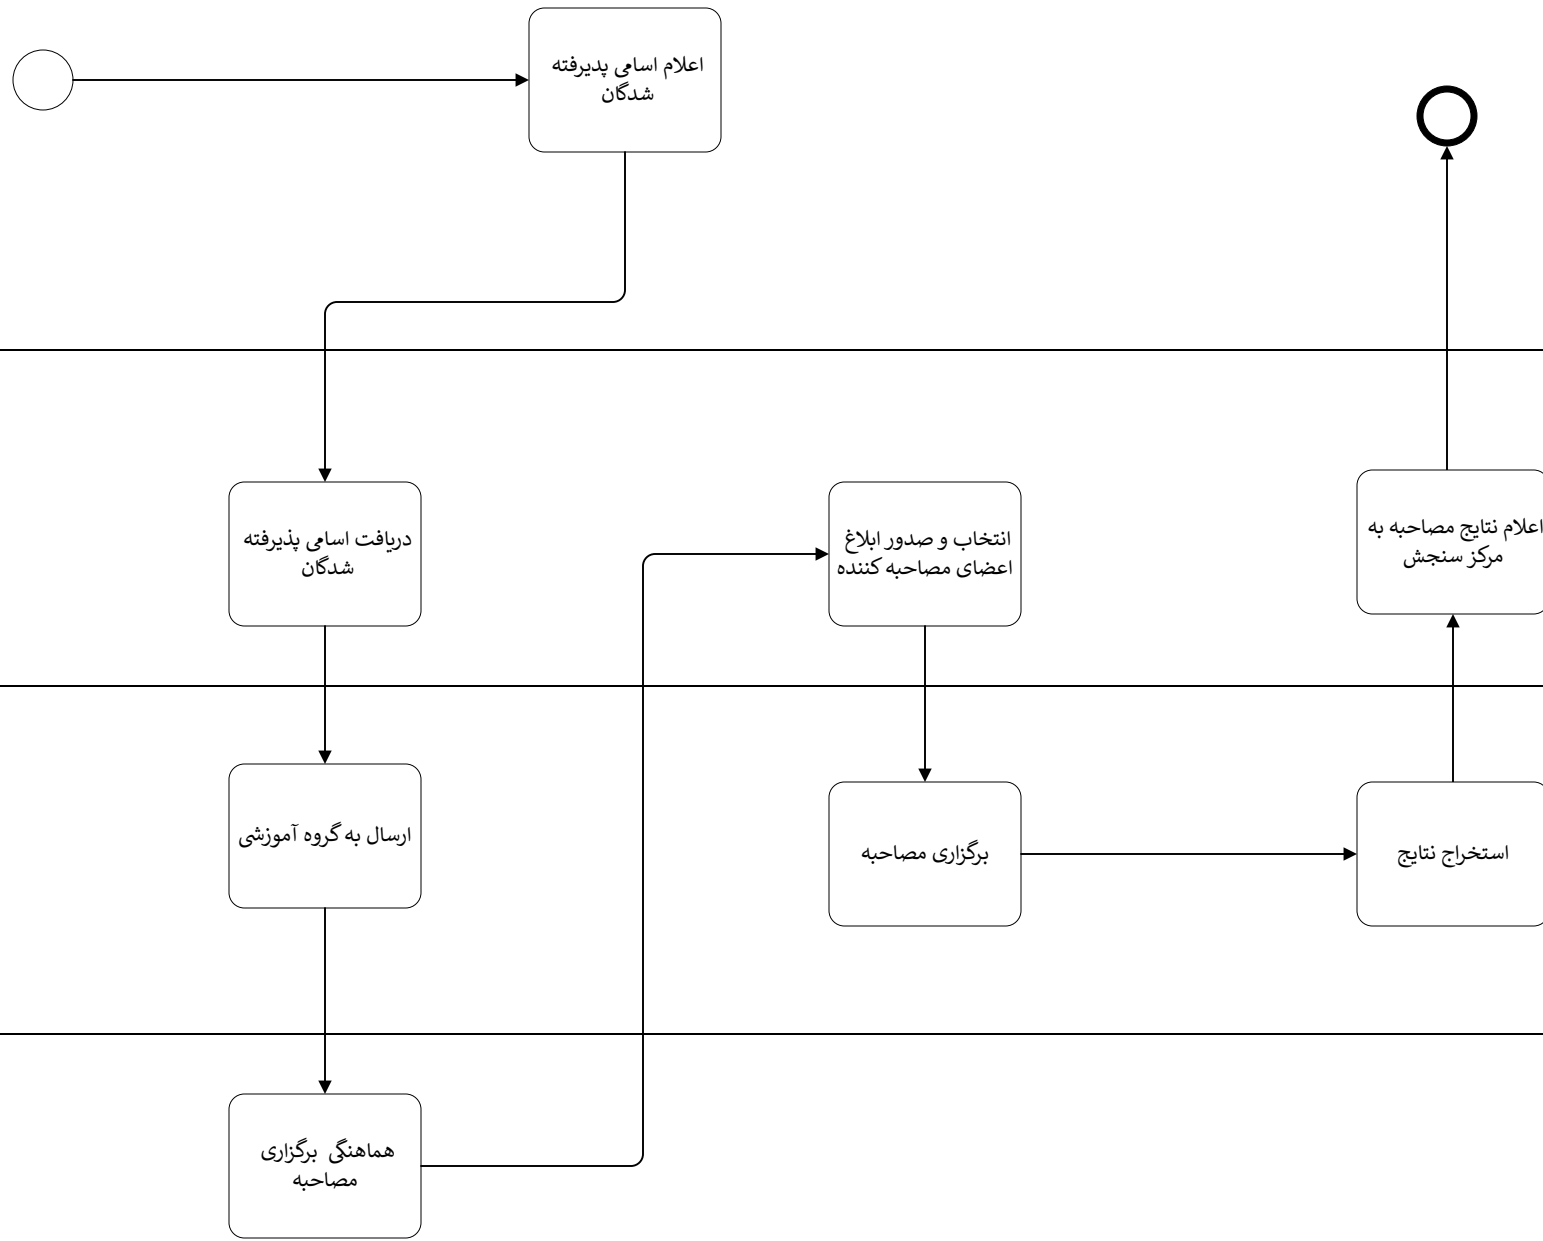 اعلام اسامی پدیرفته
شدگان
دریافت اسامی پذیرفته
شدگان
انتخاب و صدور ابلاغ
اعضای مصاحبه کننده
اعلام نتایج مصاحبه به
مرکز سنجش
ارسال به گروه آموزشی
برگزاری مصاحبه
استخراج نتایج
هماهنگی برگزاری
مصاحبه